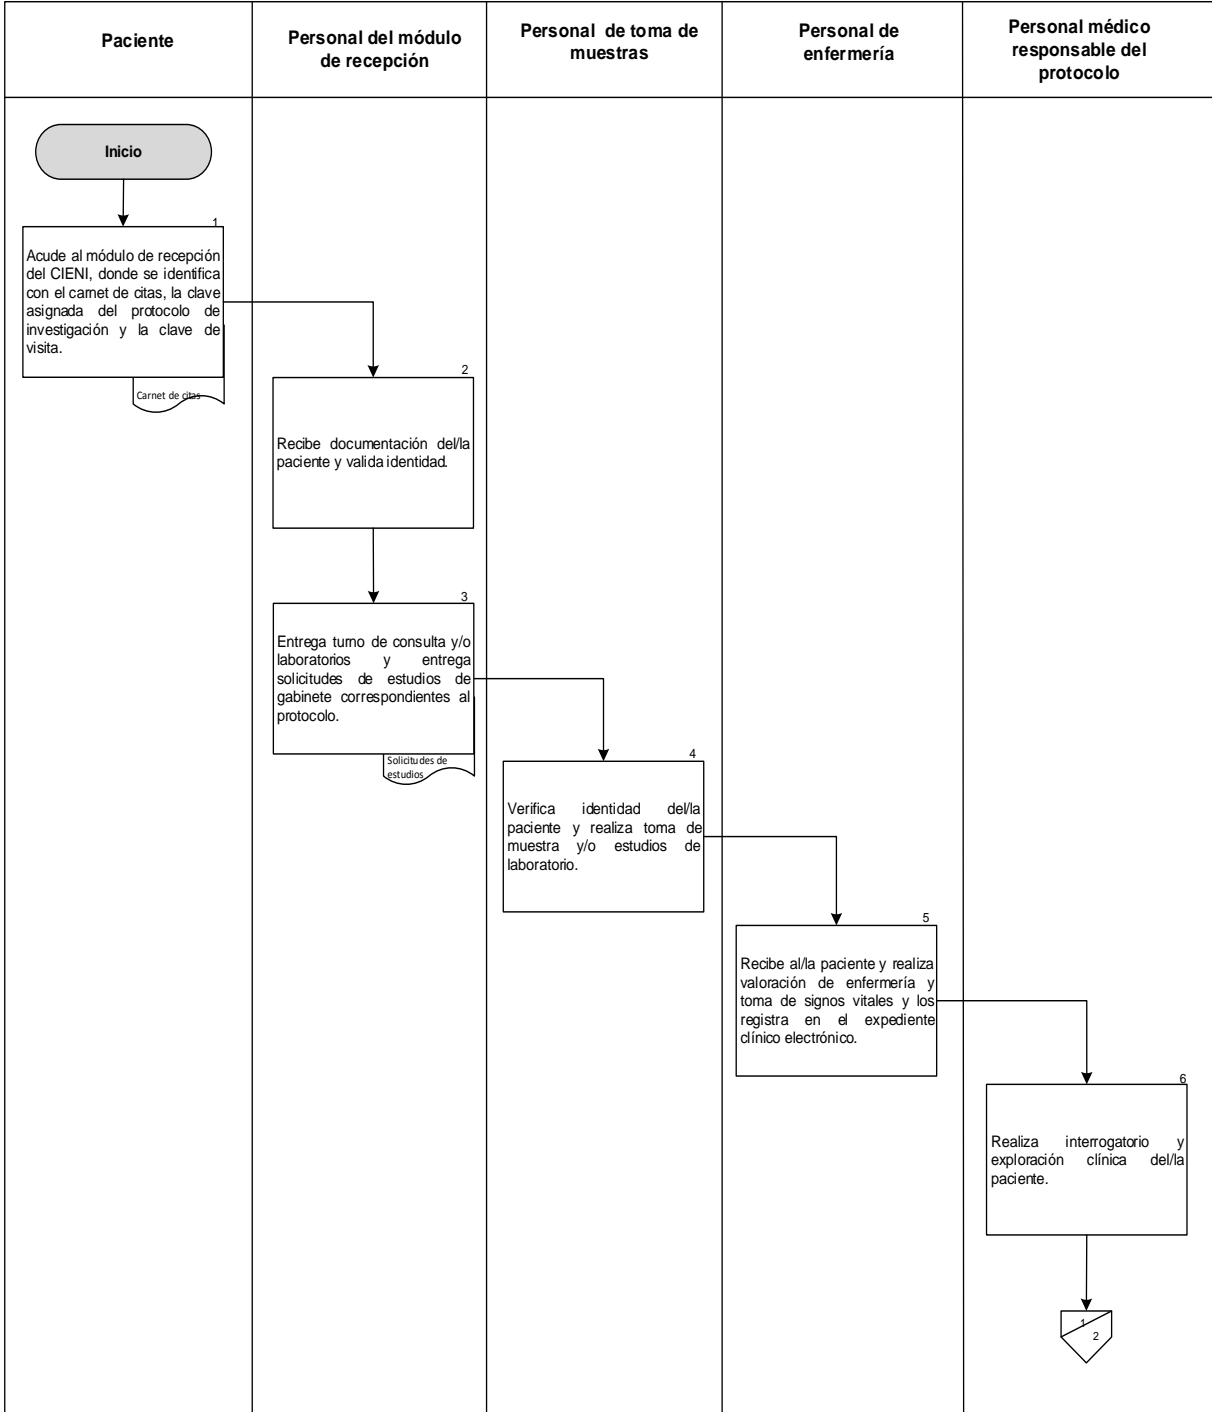 Paciente
Personal del módulo
de recepción
Personal de toma de
muestras
Personal de
enfermería
Personal médico
responsable del
protocolo
Inicio
1
Acude al módulo de recepción
del CIENI, donde se identifica
con el carnet de citas, la clave
asignada del protocolo de
investigación y la clave de
visita.
Carnet de citas
2
Recibe documentación del/la
paciente y valida identidad.
3
Entrega turno de consulta y/o
laboratorios y entrega
solicitudes de estudios de
gabinete correspondientes al
protocolo.
Solicitudes de
estudios
4
Verifica identidad del/la
paciente y realiza toma de
muestra y/o estudios de
laboratorio.
5
Recibe al/la paciente y realiza
valoración de enfermería y
toma de signos vitales y los
registra en el expediente
clínico electrónico.
6
Realiza interrogatorio y
exploración clínica del/la
paciente.
1
2